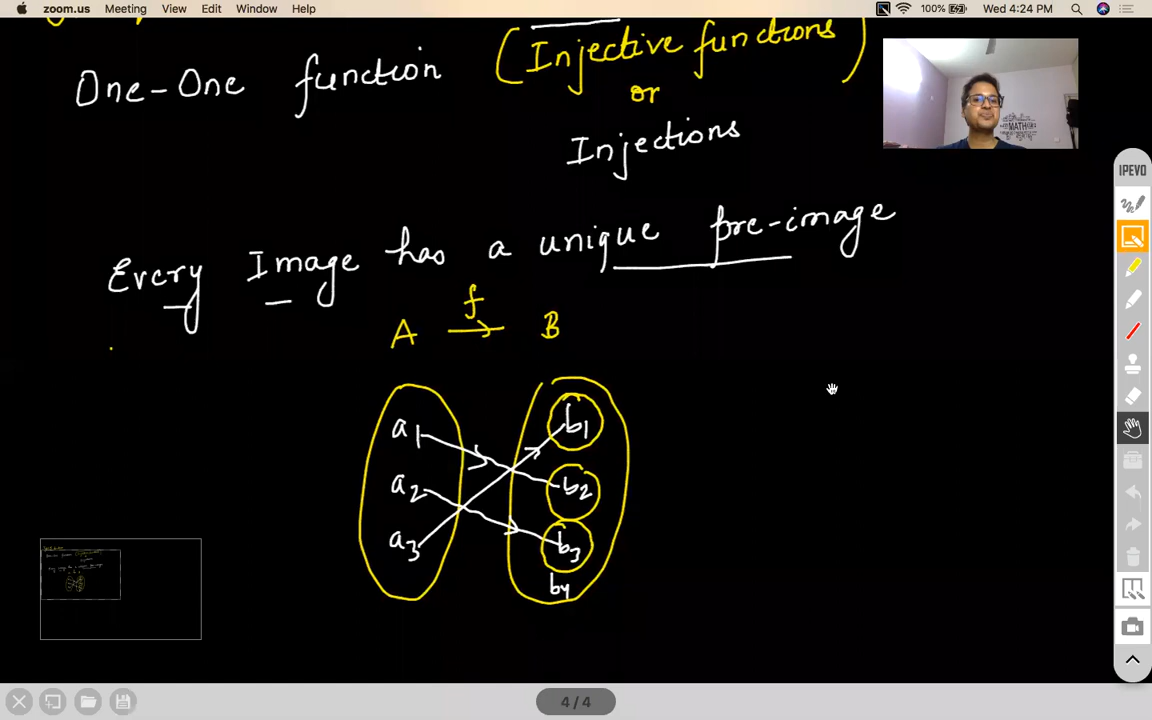 zoom.us Meeting View Edit Window Help 100% Wed 4:24 PM
One-One function (Injective functions)
or
Injections
MATH
IPEVO
Every Image has a unique pre-image
A f B
a1 b1
a2 b2
a3 b3
b4
4 / 4